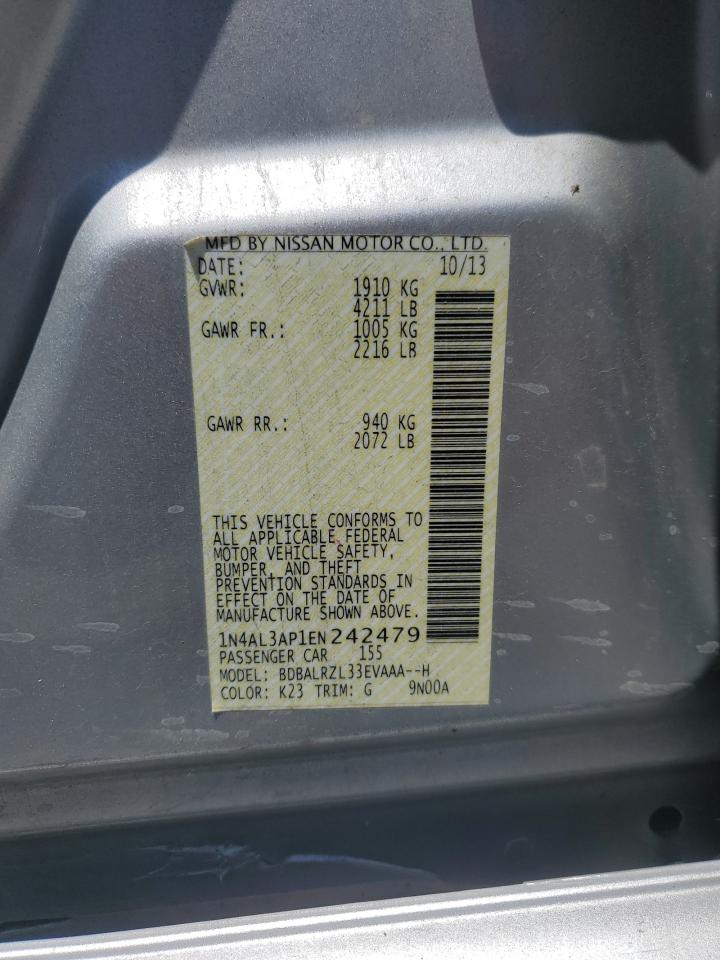 MFD BY NISSAN MOTOR CO., LTD.
DATE: 10/13
GVWR: 1910 KG
4211 LB
GAWR FR.: 1005 KG
2216 LB
GAWR RR.: 940 KG
2072 LB
THIS VEHICLE CONFORMS TO
ALL APPLICABLE FEDERAL
MOTOR VEHICLE SAFETY,
BUMPER, AND THEFT
PREVENTION STANDARDS IN
EFFECT ON THE DATE OF
MANUFACTURE SHOWN ABOVE.
1N4AL3AP1EN242479
PASSENGER CAR 155
MODEL: BDBALRZL33EVAAA--H
COLOR: K23 TRIM: G 9N00A